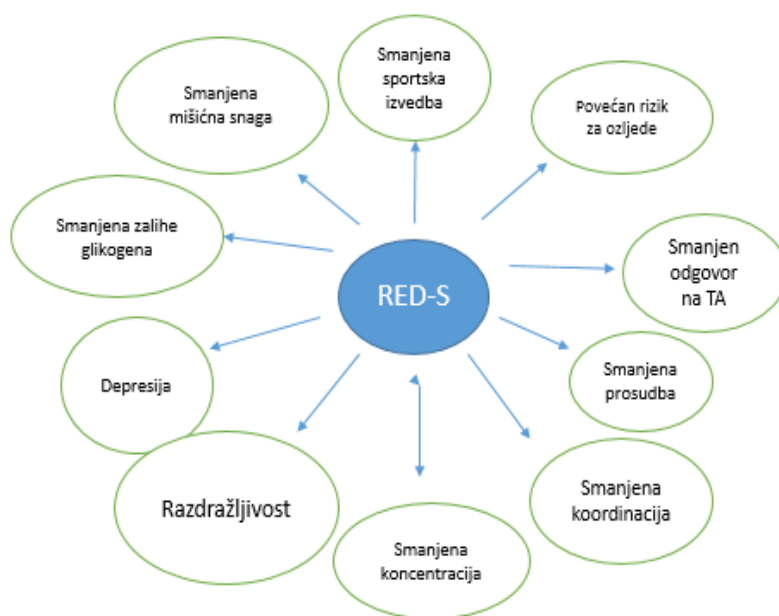 Smanjena
sportska
izvedba
Smanjena
mišićna snaga
Povećan rizik
za ozljede
Smanjena zalihe
glikogena
Smanjen
odgovor
na TA
RED-S
Depresija
Smanjena
prosudba
Razdražljivost
Smanjena
koordinacija
Smanjena
koncentracija